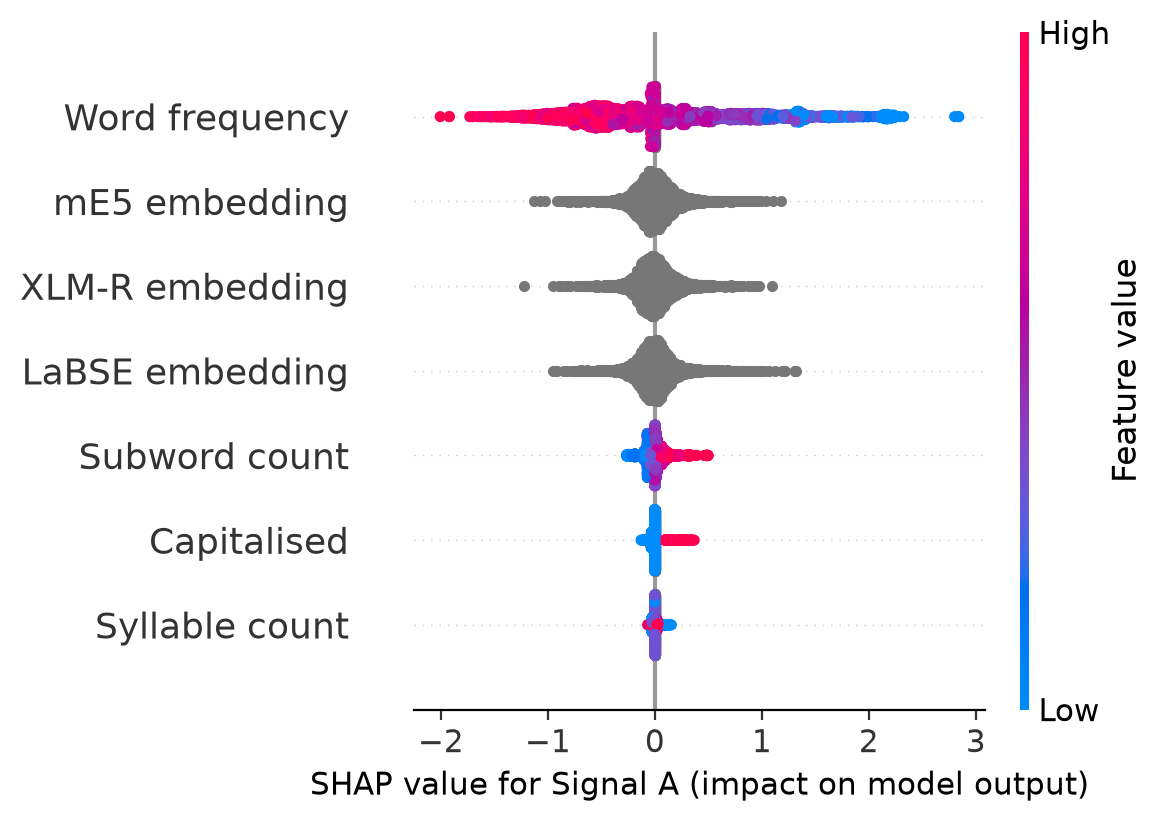 High
Word frequency
mE5 embedding
XLM-R embedding
LaBSE embedding
Subword count
Capitalised
Syllable count
Feature value
Low
−2 −1 0 1 2 3
SHAP value for Signal A (impact on model output)